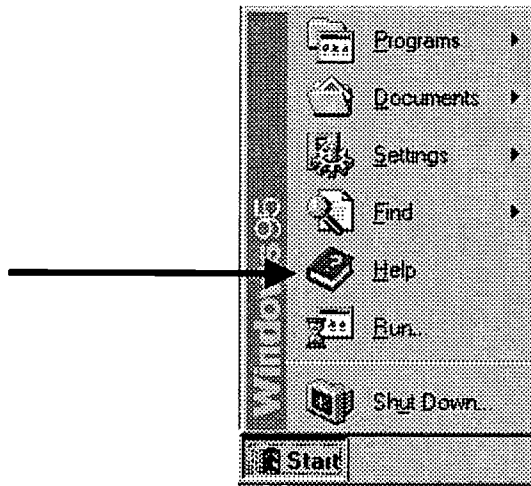 Programs
Documents
Settings
Find
Help
Run...
Shut Down...
Windows 95
Start